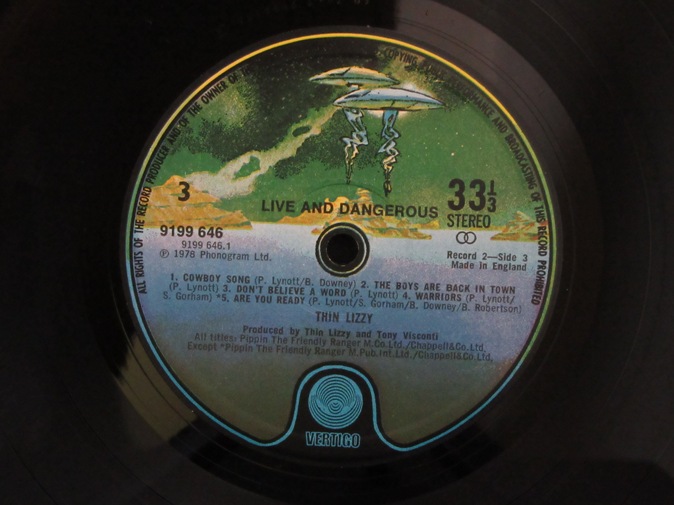 ALL RIGHTS OF THE RECORD PRODUCER AND OF THE OWNER OF
COPYING
AND BROADCASTING OF THIS RECORD PROHIBITED
3
LIVE AND DANGEROUS
33⅓
STEREO
9199 646
9199 646.1
℗ 1978 Phonogram Ltd.
Record 2—Side 3
Made in England
1. COWBOY SONG (P. Lynott/B. Downey) 2. THE BOYS ARE BACK IN TOWN
(P. Lynott) 3. DON'T BELIEVE A WORD (P. Lynott) 4. WARRIORS (P. Lynott/
S. Gorham) *5. ARE YOU READY (P. Lynott/S. Gorham/B. Downey/B. Robertson)
THIN LIZZY
Produced by Thin Lizzy and Tony Visconti
All titles: Pippin The Friendly Ranger M.Co.Ltd./Chappell&Co.Ltd.
Except *Pippin The Friendly Ranger M.Pub.Int.Ltd./Chappell&Co.Ltd.
VERTIGO